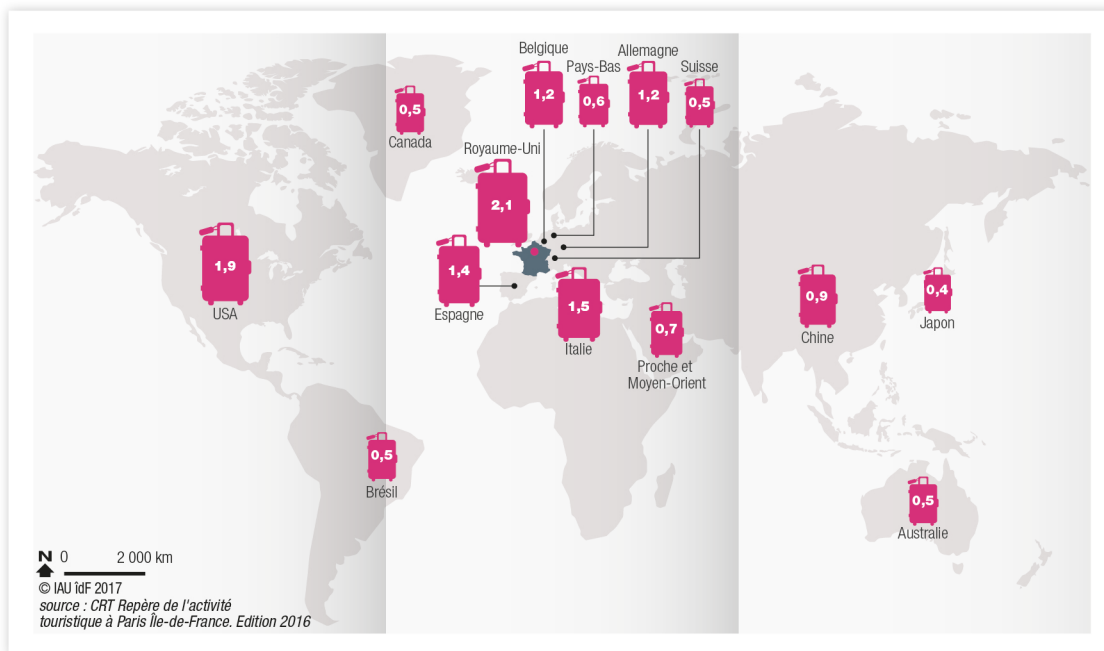 Belgique
1,2
Pays-Bas
0,6
Allemagne
1,2
Suisse
0,5
0,5
Canada
Royaume-Uni
2,1
1,9
USA
1,4
Espagne
1,5
Italie
0,7
Proche et
Moyen-Orient
0,9
Chine
0,4
Japon
0,5
Brésil
0,5
Australie
N 0 2 000 km
© IAU îdF 2017
source : CRT Repère de l'activité
touristique à Paris Île-de-France. Edition 2016